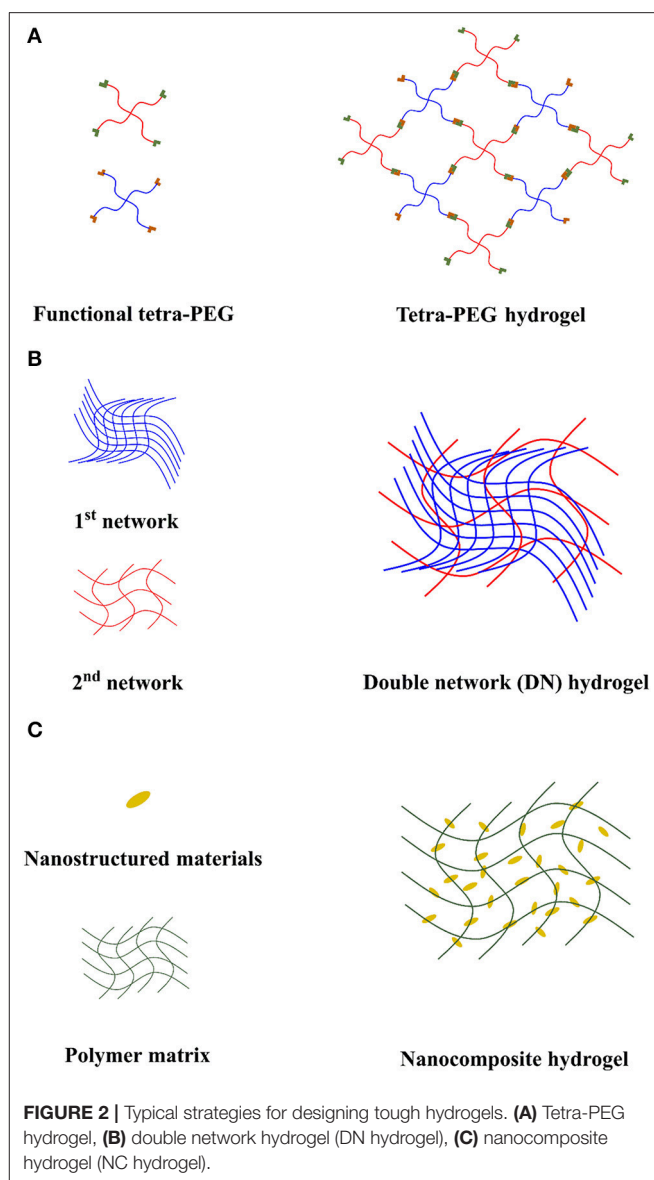 A
Functional tetra-PEG
Tetra-PEG hydrogel
B
1st network
2nd network
Double network (DN) hydrogel
C
Nanostructured materials
Polymer matrix
Nanocomposite hydrogel
FIGURE 2 | Typical strategies for designing tough hydrogels. (A) Tetra-PEG
hydrogel, (B) double network hydrogel (DN hydrogel), (C) nanocomposite
hydrogel (NC hydrogel).